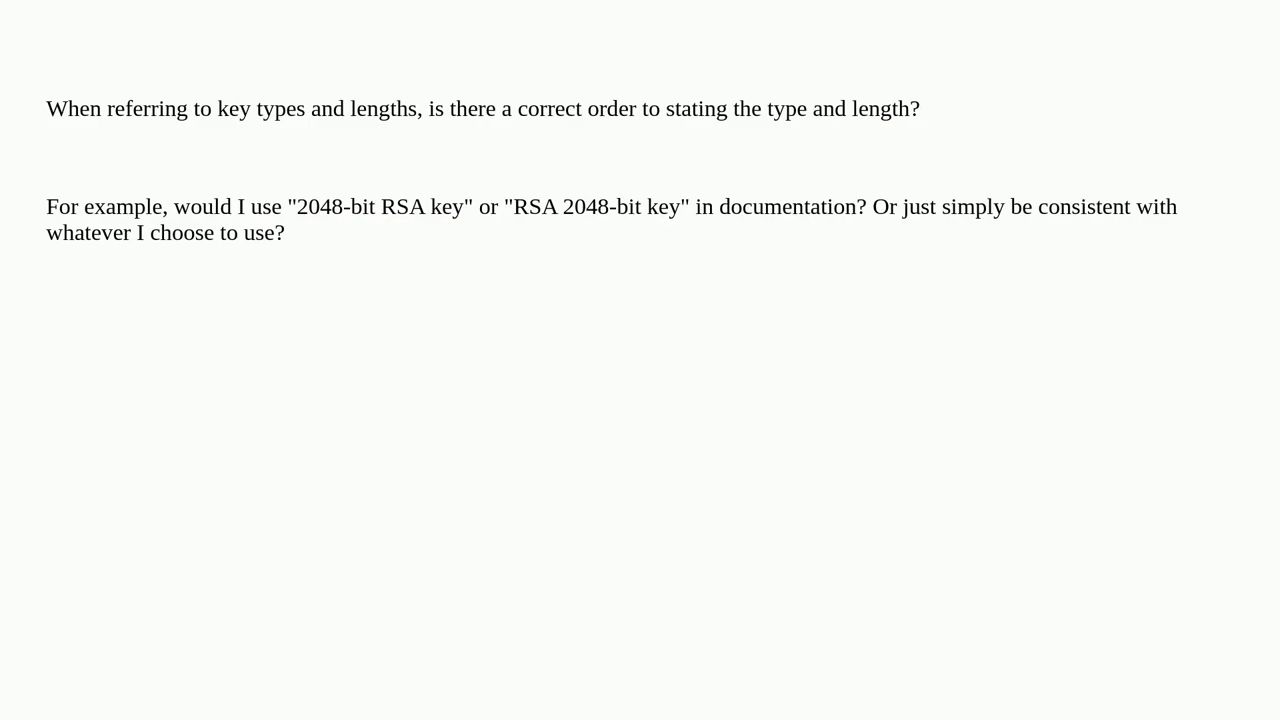 When referring to key types and lengths, is there a correct order to stating the type and length?
For example, would I use "2048-bit RSA key" or "RSA 2048-bit key" in documentation? Or just simply be consistent with
whatever I choose to use?